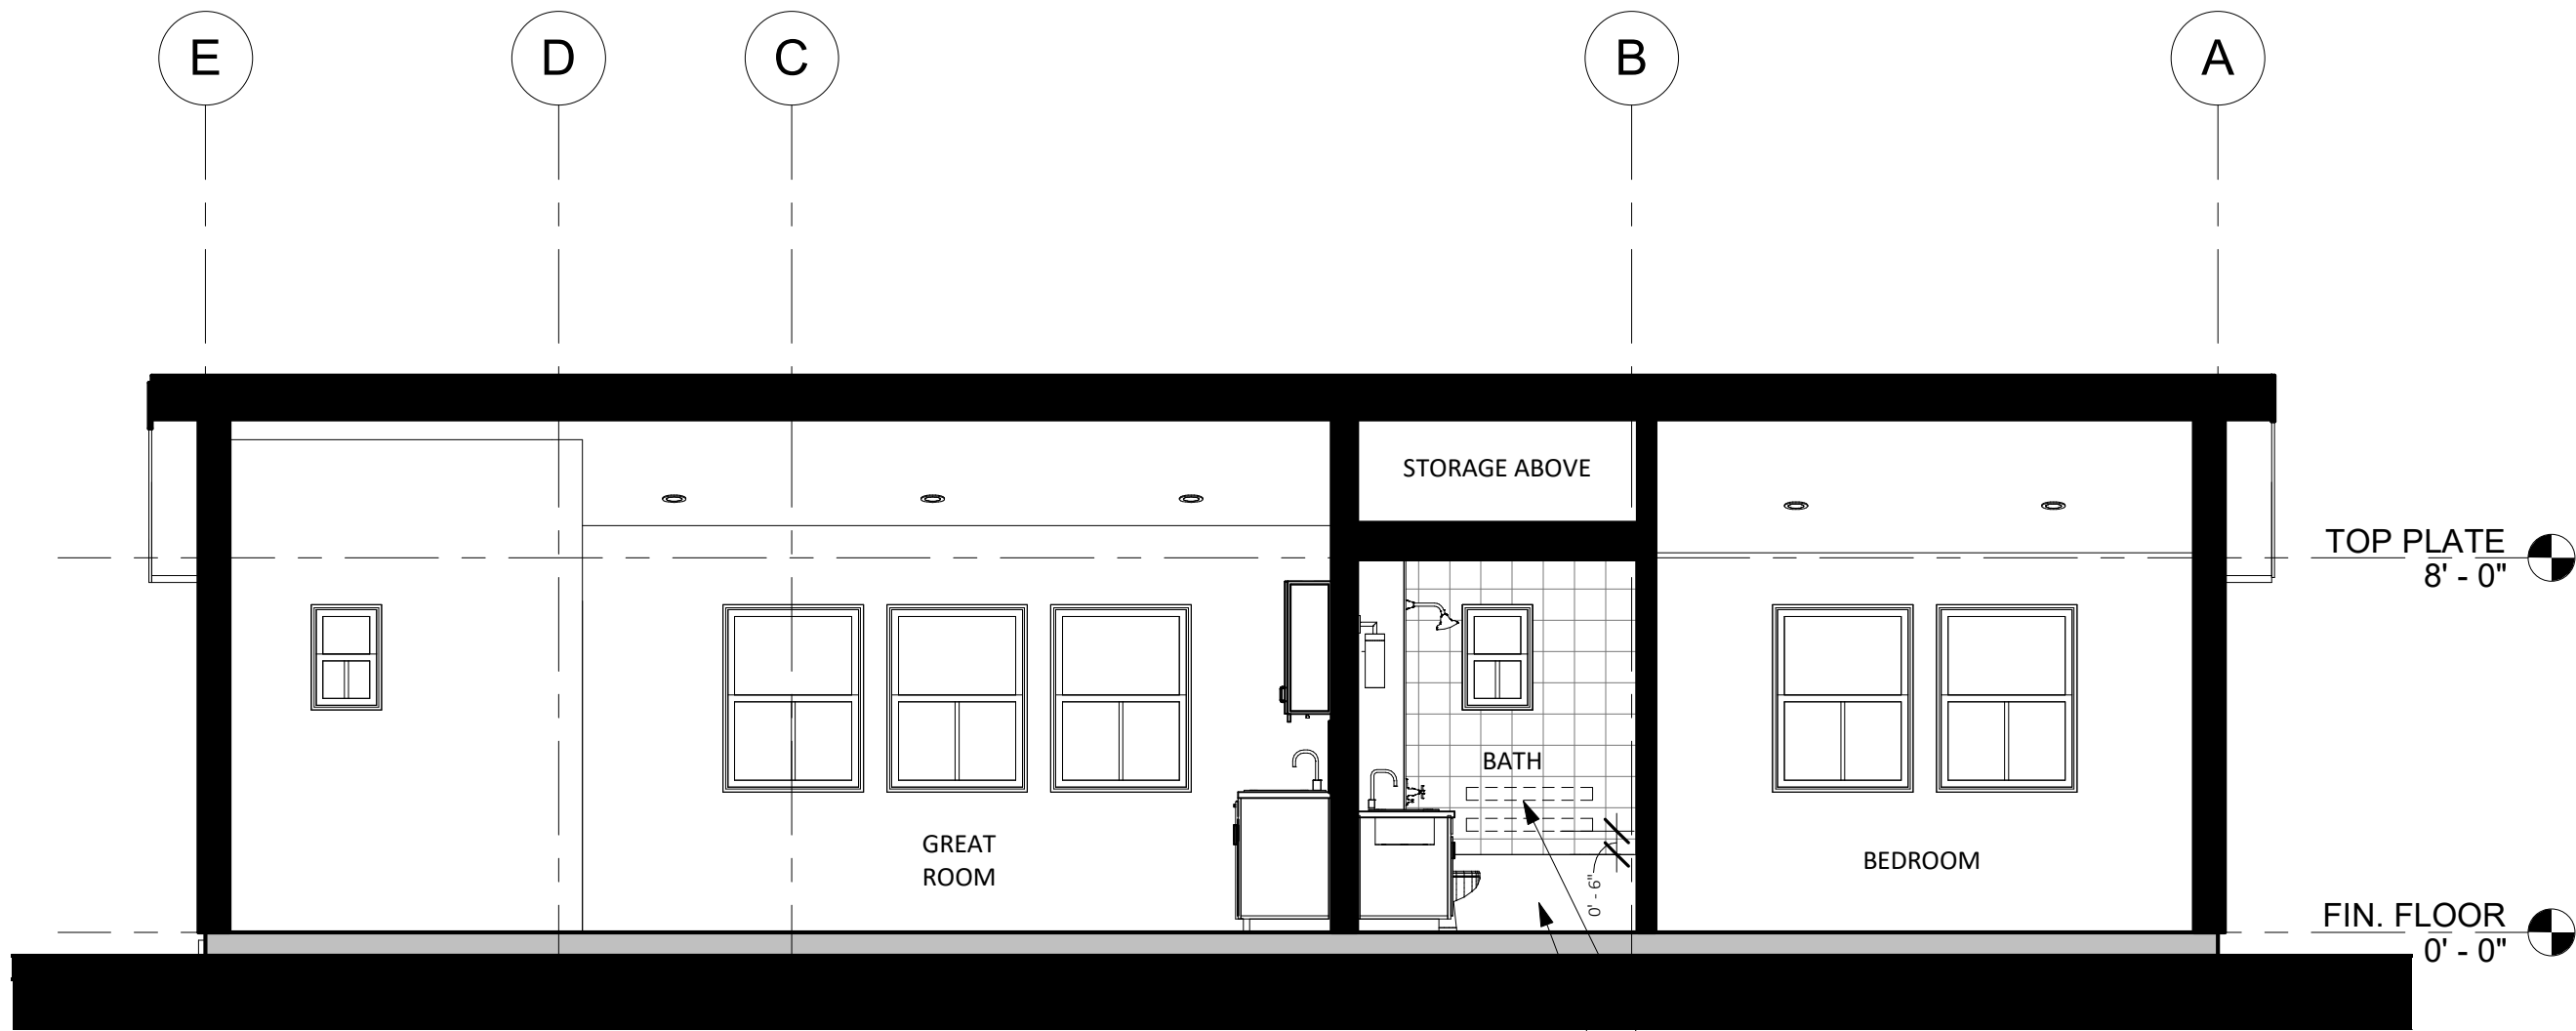 E
D
C
B
A
STORAGE ABOVE
TOP PLATE
8' - 0"
BATH
GREAT
ROOM
BEDROOM
0' - 6"
FIN. FLOOR
0' - 0"